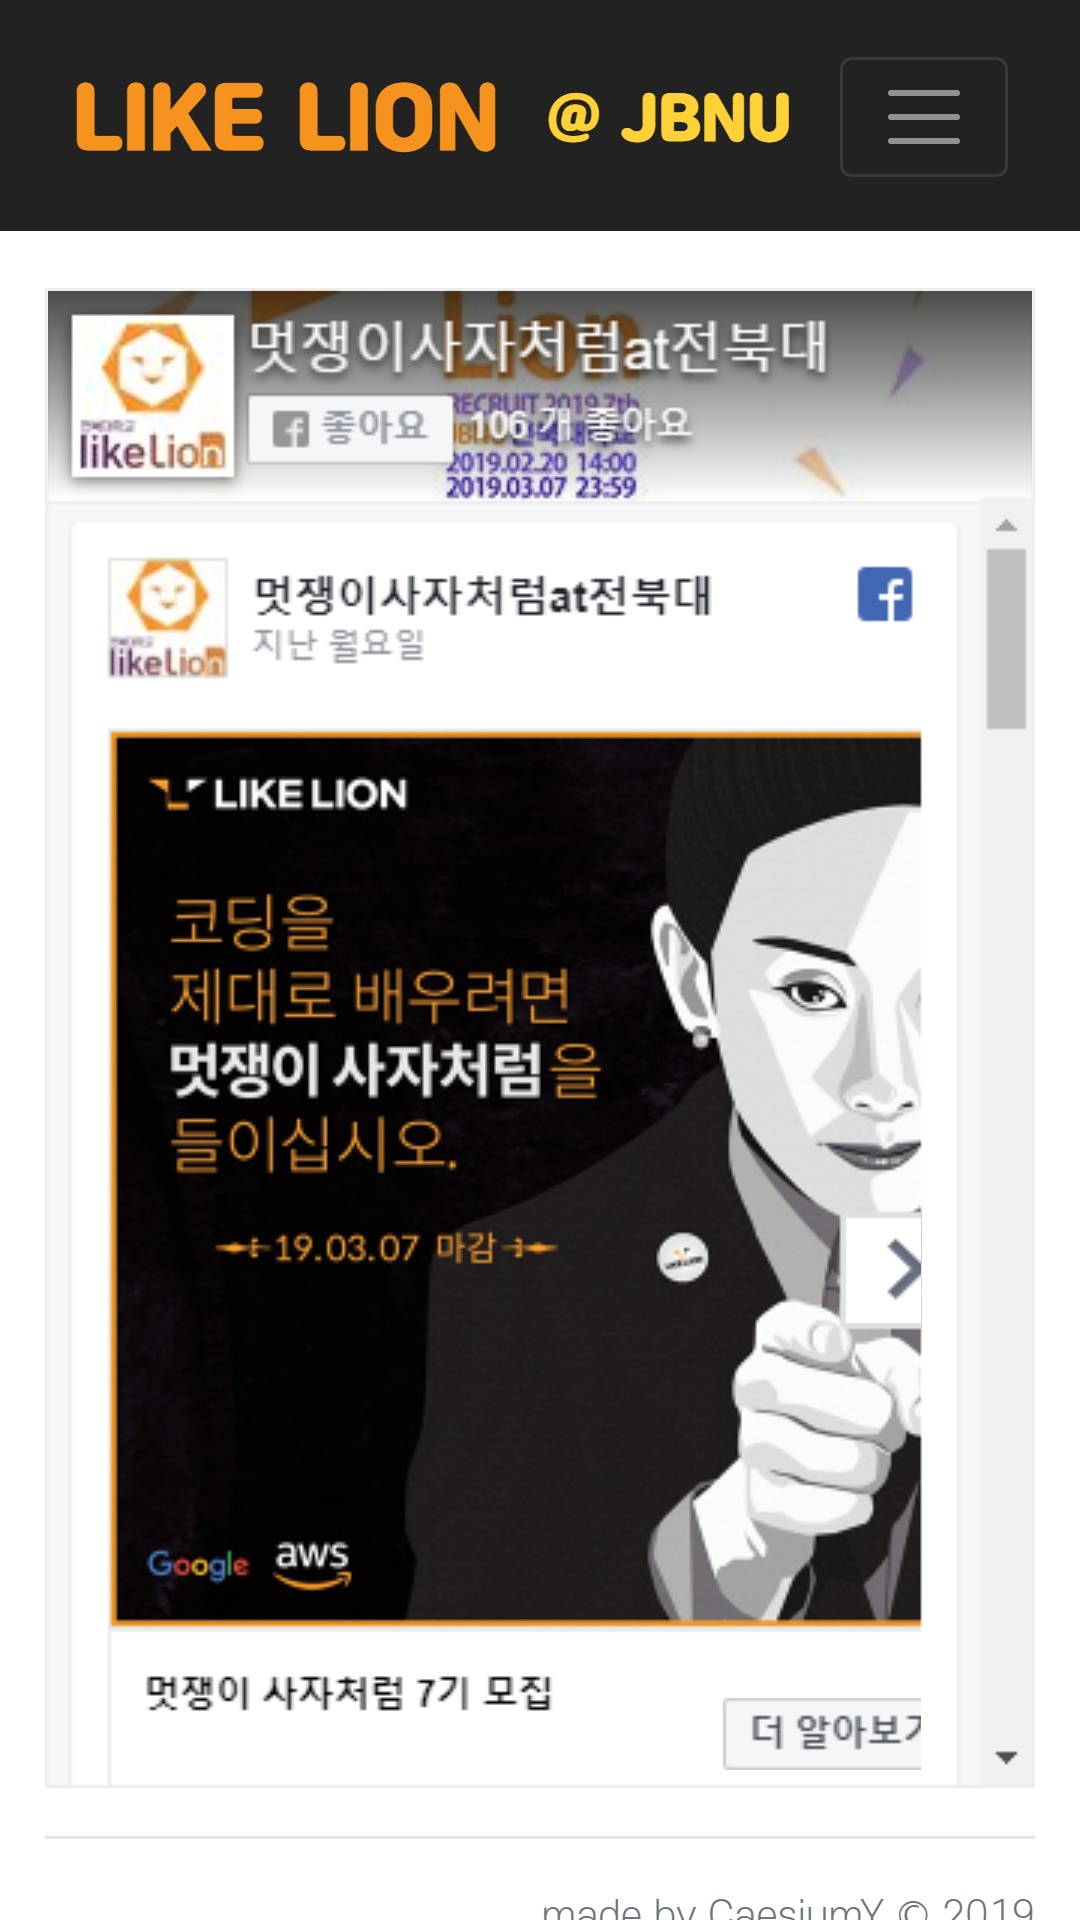 LIKE LION @ JBNU
Lion
멋쟁이사자처럼at전북대
likelion
좋아요
106 개 좋아요
RECRUIT 2019 7th
2019.02.20 14:00
2019.03.07 23:59
멋쟁이사자처럼at전북대
지난 월요일
likelion
LIKE LION
코딩을
제대로 배우려면
멋쟁이 사자처럼을
들이십시오.
19.03.07 마감
Google aws
멋쟁이 사자처럼 7기 모집
더 알아보기
made by CaesiumY © 2019